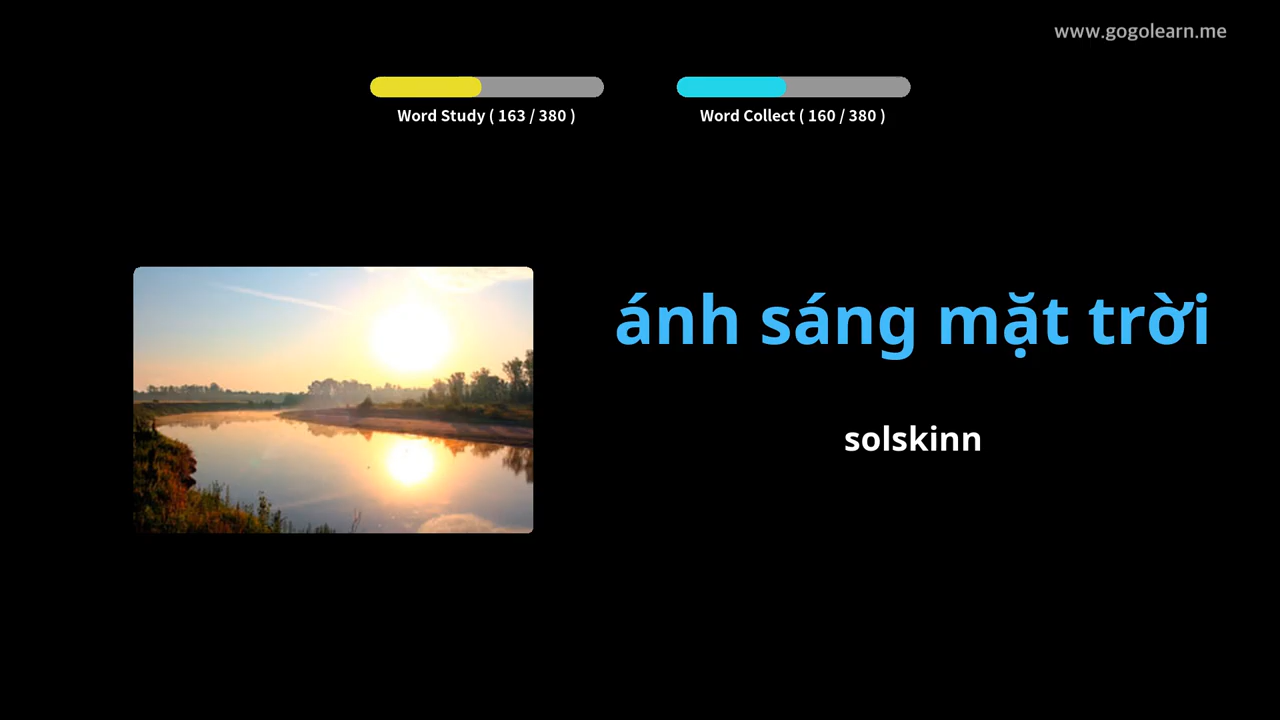 www.gogolearn.me
Word Study ( 163 / 380 )
Word Collect ( 160 / 380 )
ánh sáng mặt trời
solskinn